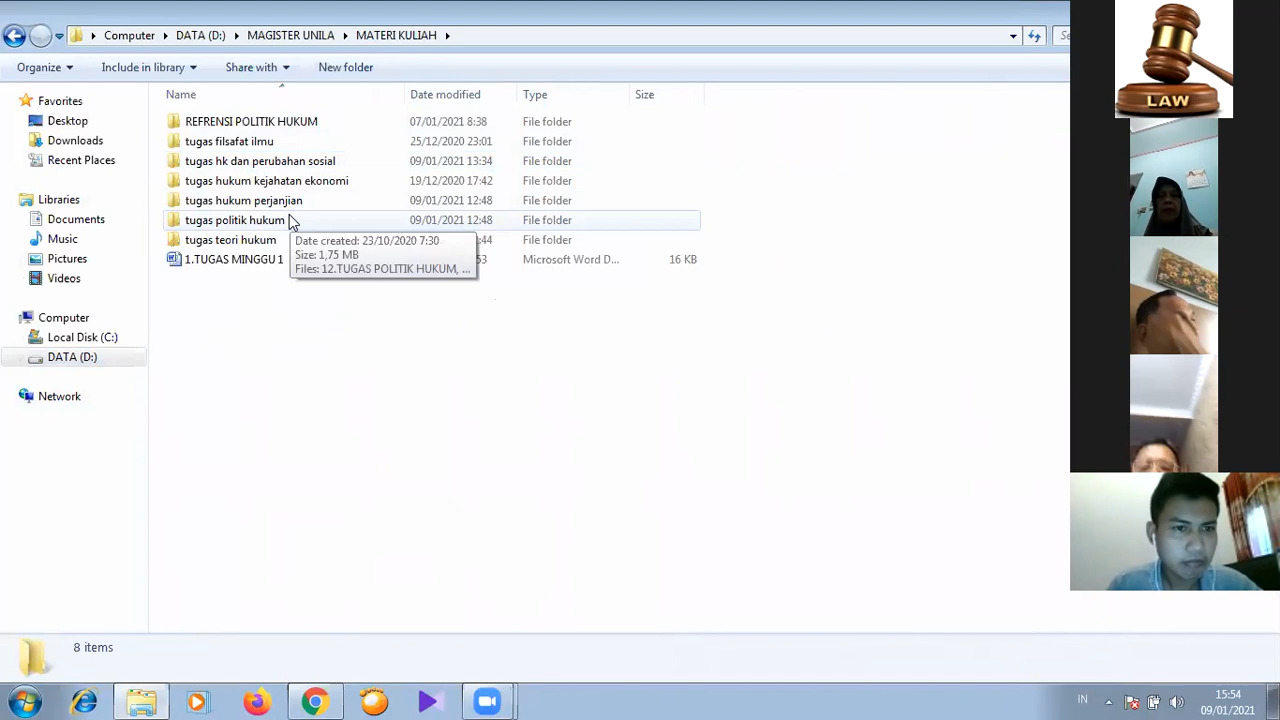 Computer DATA (D:) MAGISTER UNILA MATERI KULIAH
Organize Include in library Share with New folder
Name Date modified Type Size
Favorites
Desktop
Downloads
Recent Places
Libraries
Documents
Music
Pictures
Videos
Computer
Local Disk (C:)
DATA (D:)
Network
REFRENSI POLITIK HUKUM 07/01/2021 8:38 File folder
tugas filsafat ilmu 25/12/2020 23:01 File folder
tugas hk dan perubahan sosial 09/01/2021 13:34 File folder
tugas hukum kejahatan ekonomi 19/12/2020 17:42 File folder
tugas hukum perjanjian 09/01/2021 12:48 File folder
tugas politik hukum 09/01/2021 12:48 File folder
tugas teori hukum :44 File folder
1.TUGAS MINGGU 1 53 Microsoft Word D... 16 KB
Date created: 23/10/2020 7:30
Size: 1,75 MB
Files: 12.TUGAS POLITIK HUKUM, ...
LAW
8 items
IN
15:54
09/01/2021